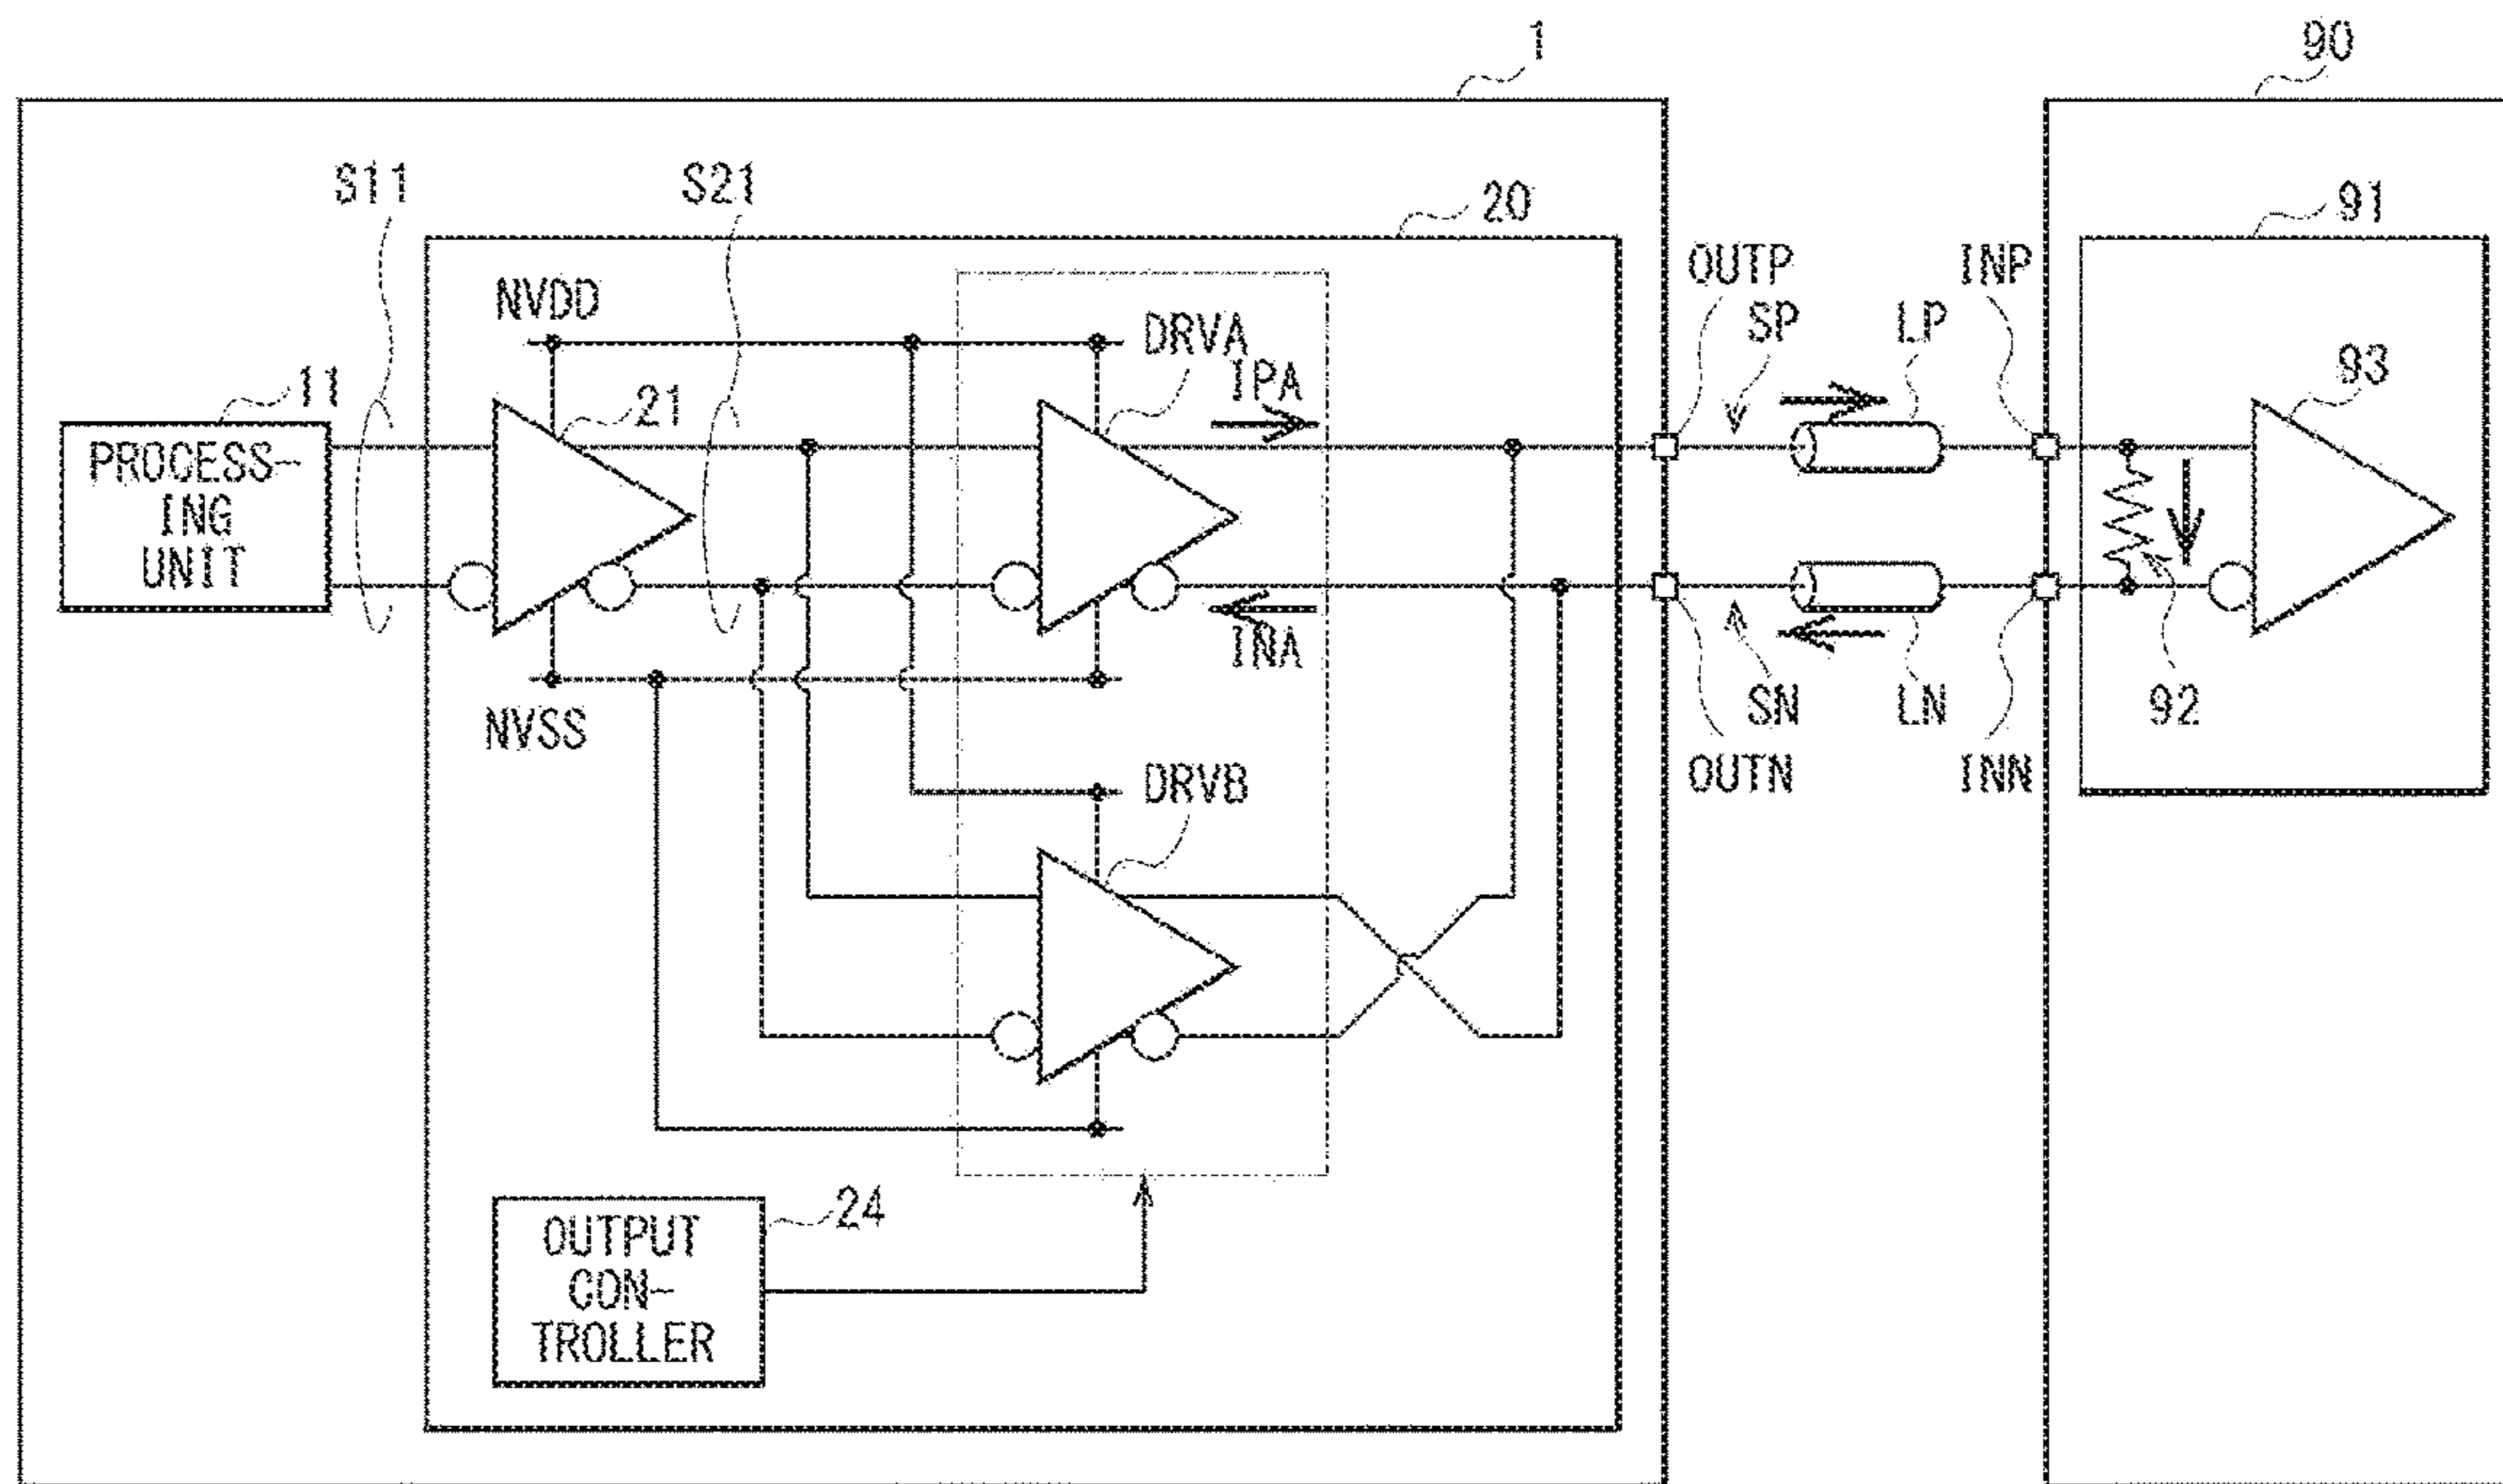 1
90
S11
S21
20
91
OUTP
INP
NVDD
SP
LP
DRVA
93
11
21
IPA
PROCESS-
ING
UNIT
INA
NVSS
SN
LN
92
DRVB
OUTN
INN
24
OUTPUT
CON-
TROLLER